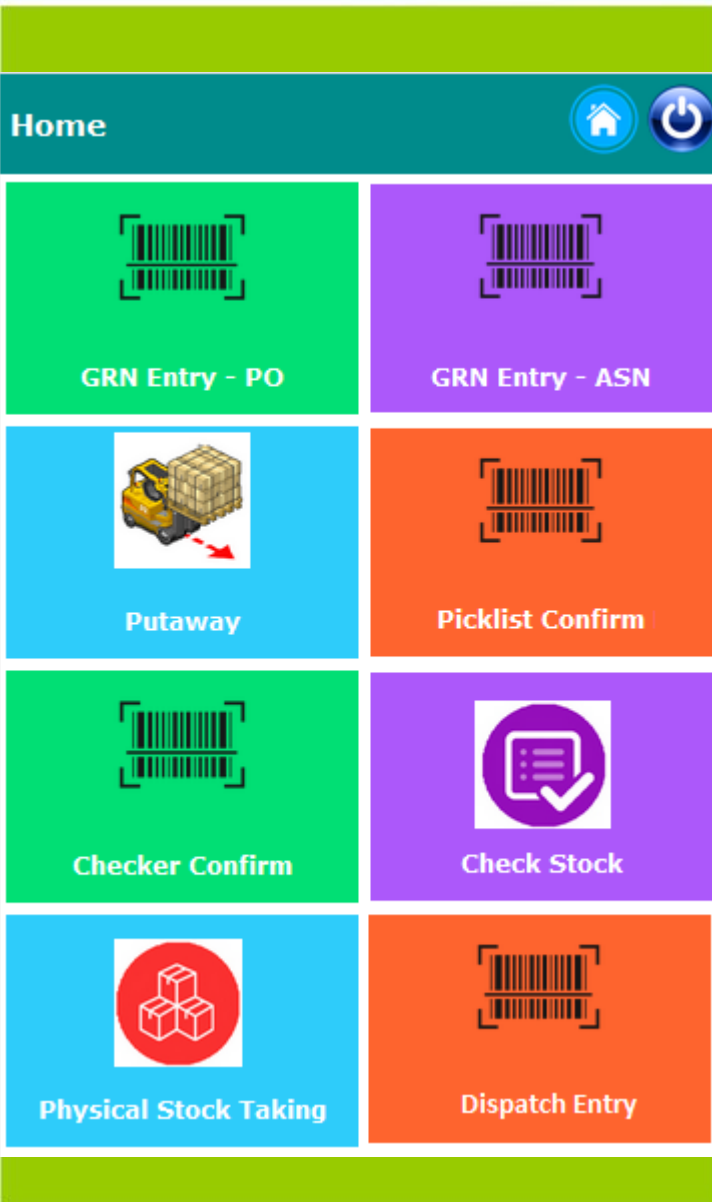 Home
GRN Entry - PO
GRN Entry - ASN
Putaway
Picklist Confirm
Checker Confirm
Check Stock
Physical Stock Taking
Dispatch Entry